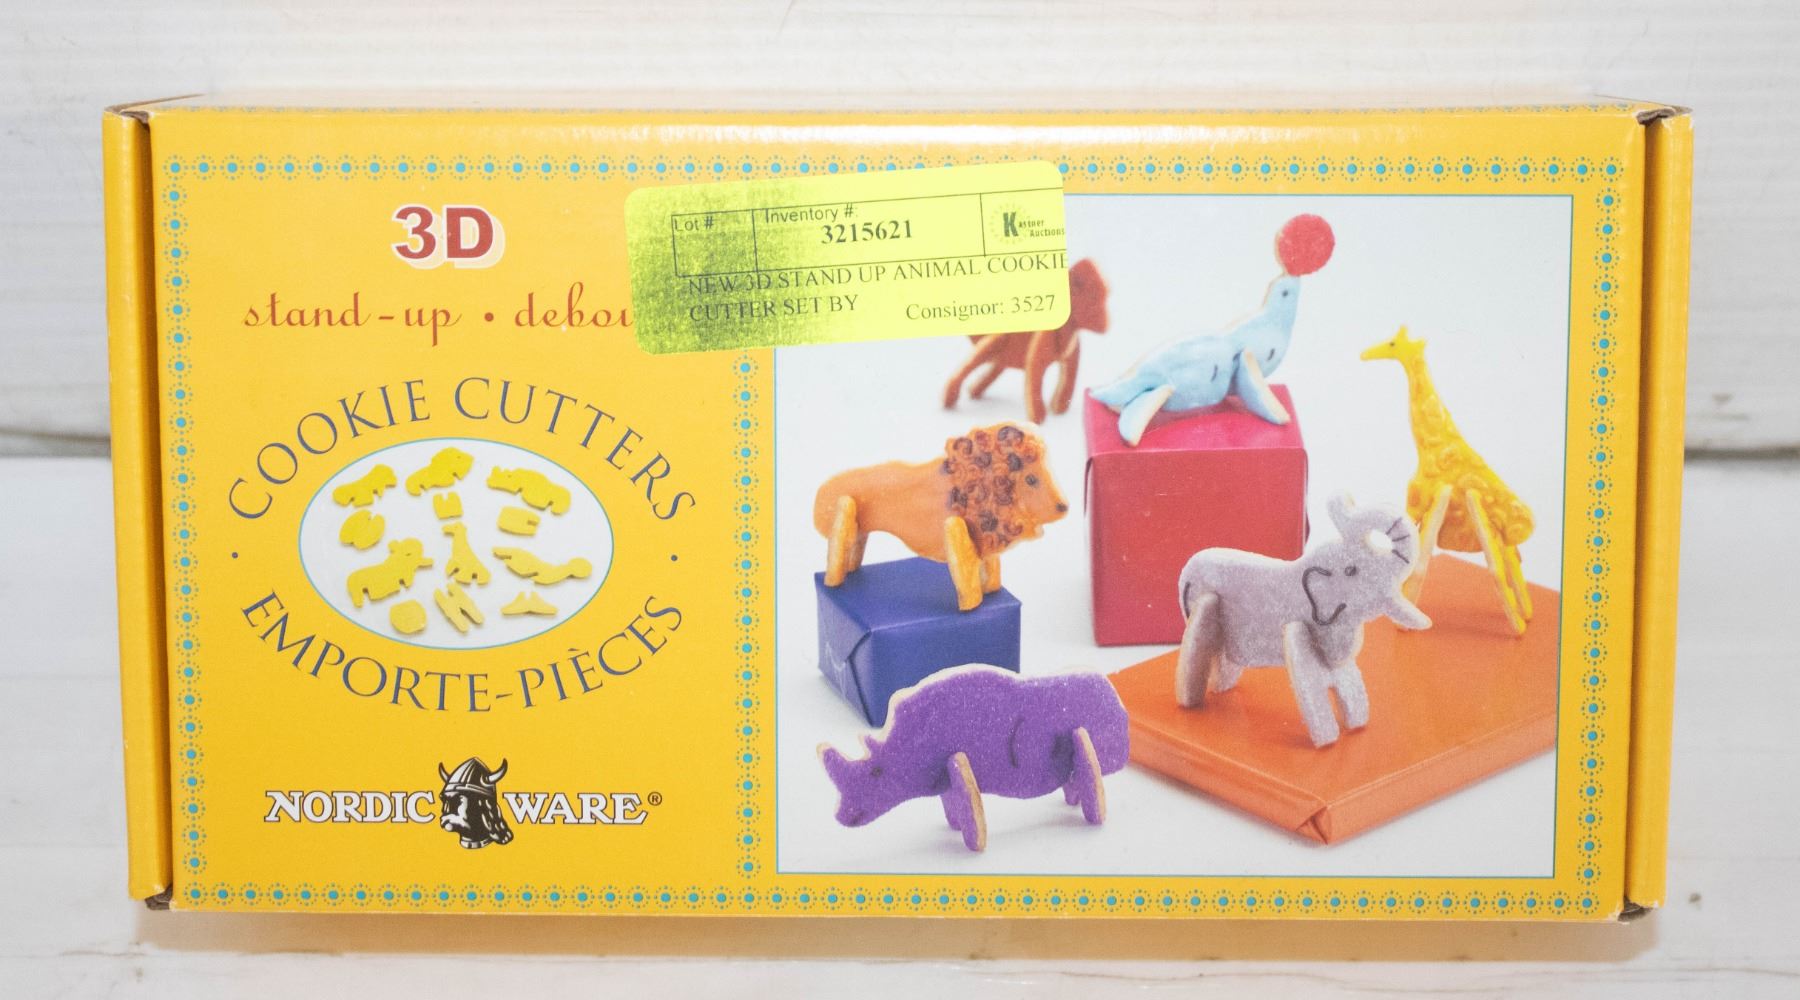 3D
stand-up • debou
COOKIE CUTTERS
EMPORTE-PIÈCES
NORDIC WARE®
Lot # Inventory #:
3215621
Kastner
Auctions
NEW 3D STAND UP ANIMAL COOKIE
CUTTER SET BY Consignor: 3527